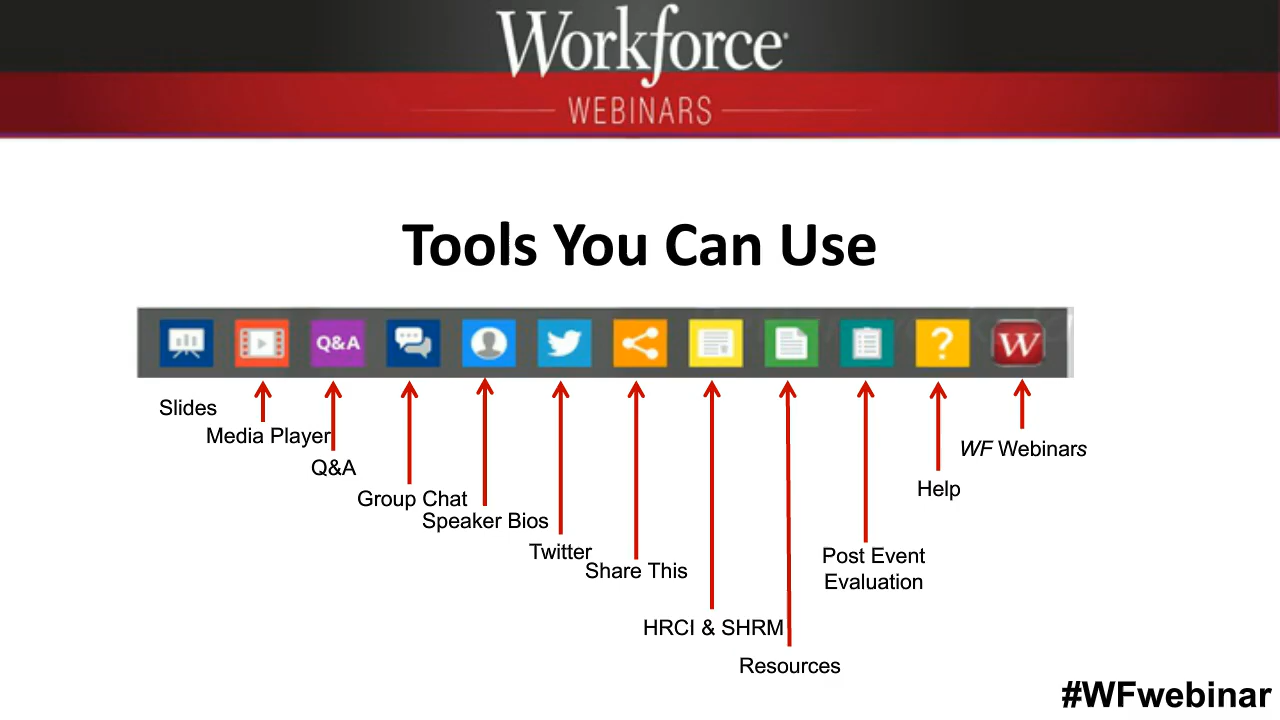 Workforce
WEBINARS
Tools You Can Use
Q&A
?
W
Slides
Media Player
Q&A
Group Chat
Speaker Bios
Twitter
Share This
HRCI & SHRM
Resources
Post Event
Evaluation
Help
WF Webinars
#WFwebinar